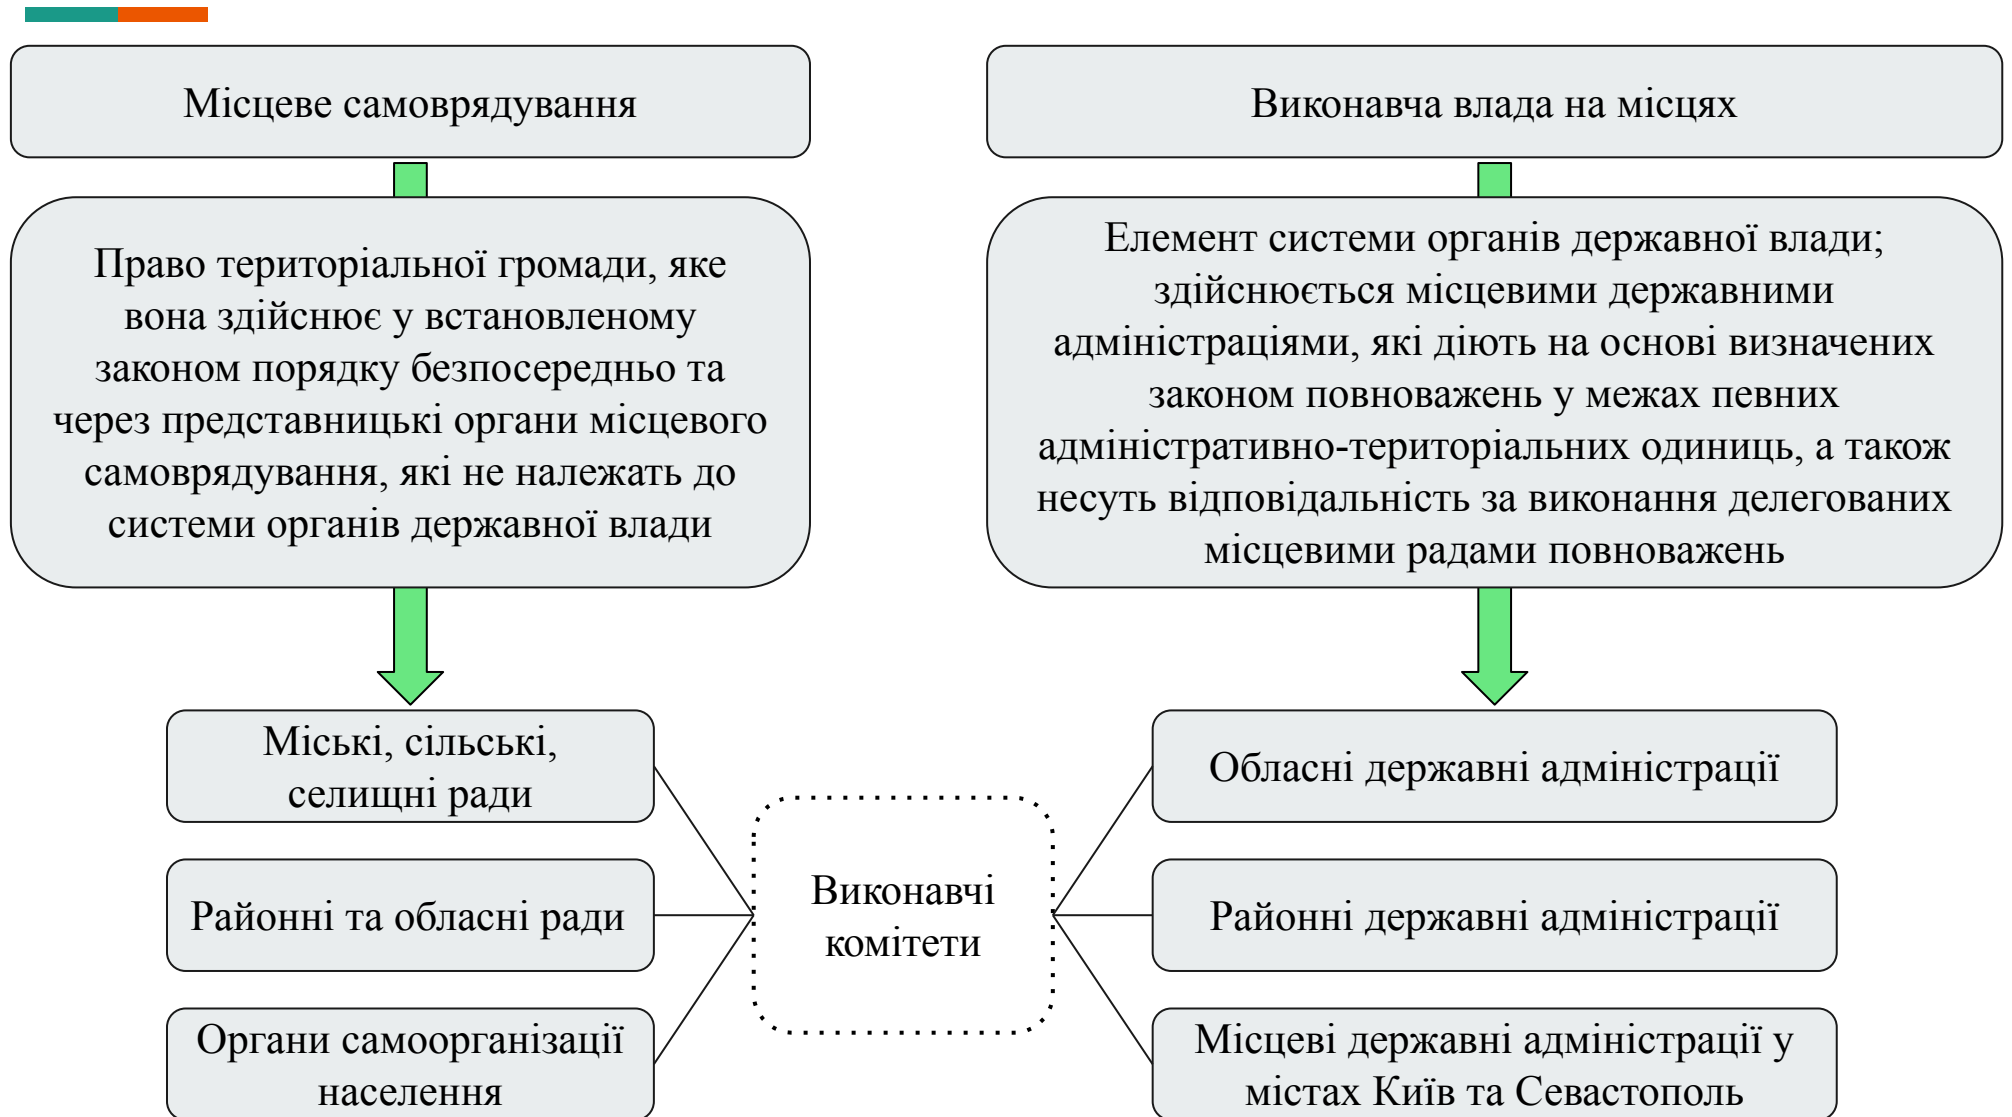 Місцеве самоврядування
Право територіальної громади, яке
вона здійснює у встановленому
законом порядку безпосередньо та
через представницькі органи місцевого
самоврядування, які не належать до
системи органів державної влади
Міські, сільські,
селищні ради
Районні та обласні ради
Органи самоорганізації
населення
Виконавчі
комітети
Виконавча влада на місцях
Елемент системи органів державної влади;
здійснюється місцевими державними
адміністраціями, які діють на основі визначених
законом повноважень у межах певних
адміністративно-територіальних одиниць, а також
несуть відповідальність за виконання делегованих
місцевими радами повноважень
Обласні державні адміністрації
Районні державні адміністрації
Місцеві державні адміністрації у
містах Київ та Севастополь